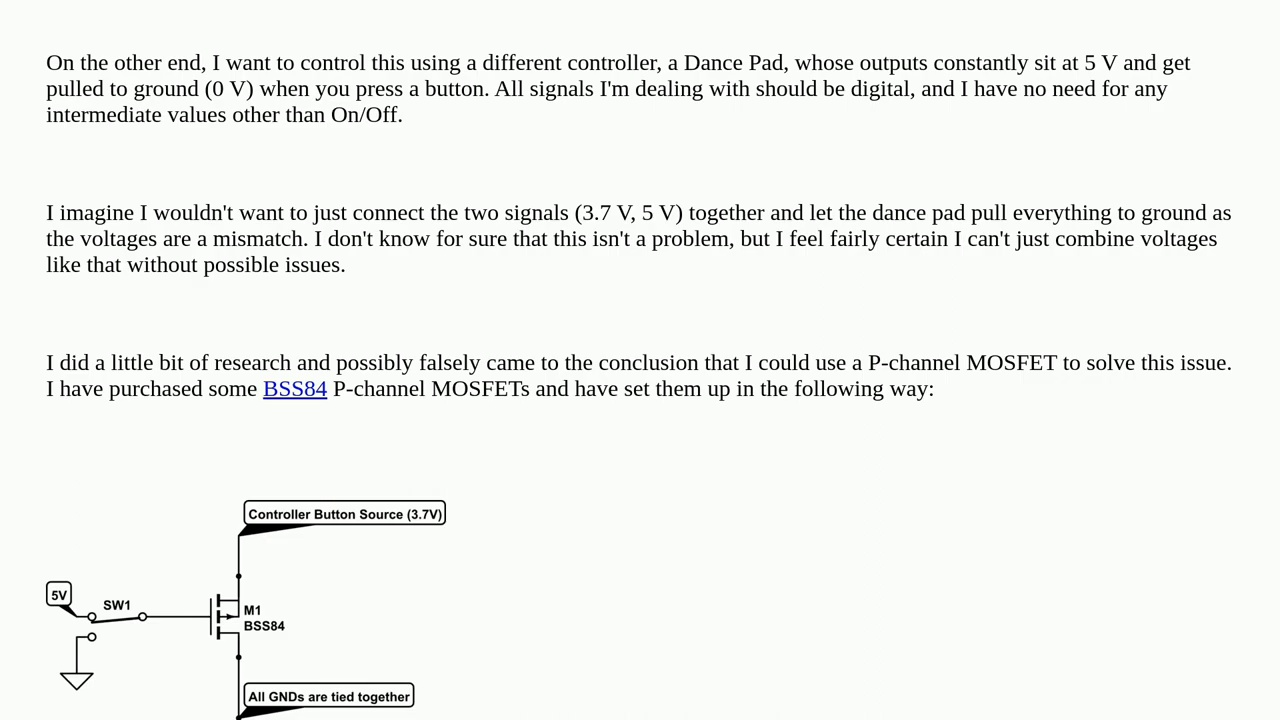 On the other end, I want to control this using a different controller, a Dance Pad, whose outputs constantly sit at 5 V and get
pulled to ground (0 V) when you press a button. All signals I'm dealing with should be digital, and I have no need for any
intermediate values other than On/Off.
I imagine I wouldn't want to just connect the two signals (3.7 V, 5 V) together and let the dance pad pull everything to ground as
the voltages are a mismatch. I don't know for sure that this isn't a problem, but I feel fairly certain I can't just combine voltages
like that without possible issues.
I did a little bit of research and possibly falsely came to the conclusion that I could use a P-channel MOSFET to solve this issue.
I have purchased some BSS84 P-channel MOSFETs and have set them up in the following way:
Controller Button Source (3.7V)
5V
SW1
M1
BSS84
All GNDs are tied together